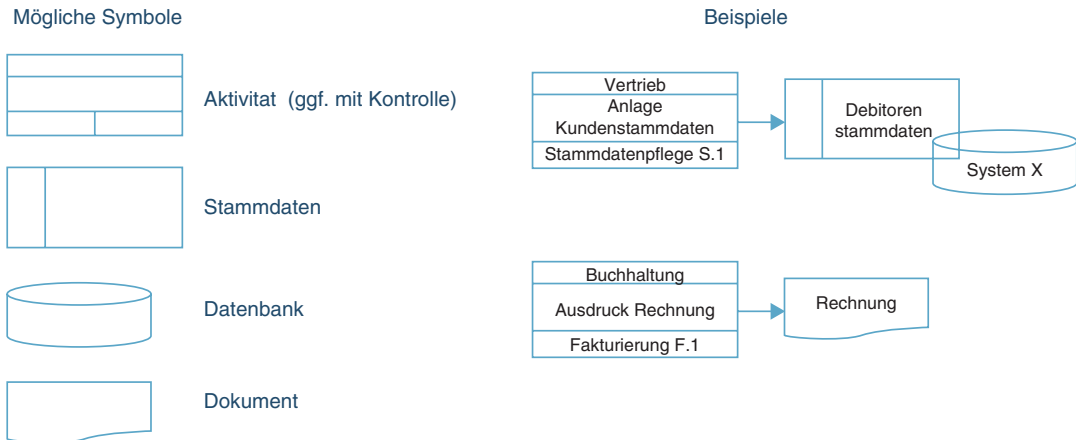 Mögliche Symbole
Aktivitat (ggf. mit Kontrolle)
Stammdaten
Datenbank
Dokument
Beispiele
Vertrieb
Anlage
Kundenstammdaten
Stammdatenpflege S.1
Debitoren
stammdaten
System X
Buchhaltung
Ausdruck Rechnung
Fakturierung F.1
Rechnung